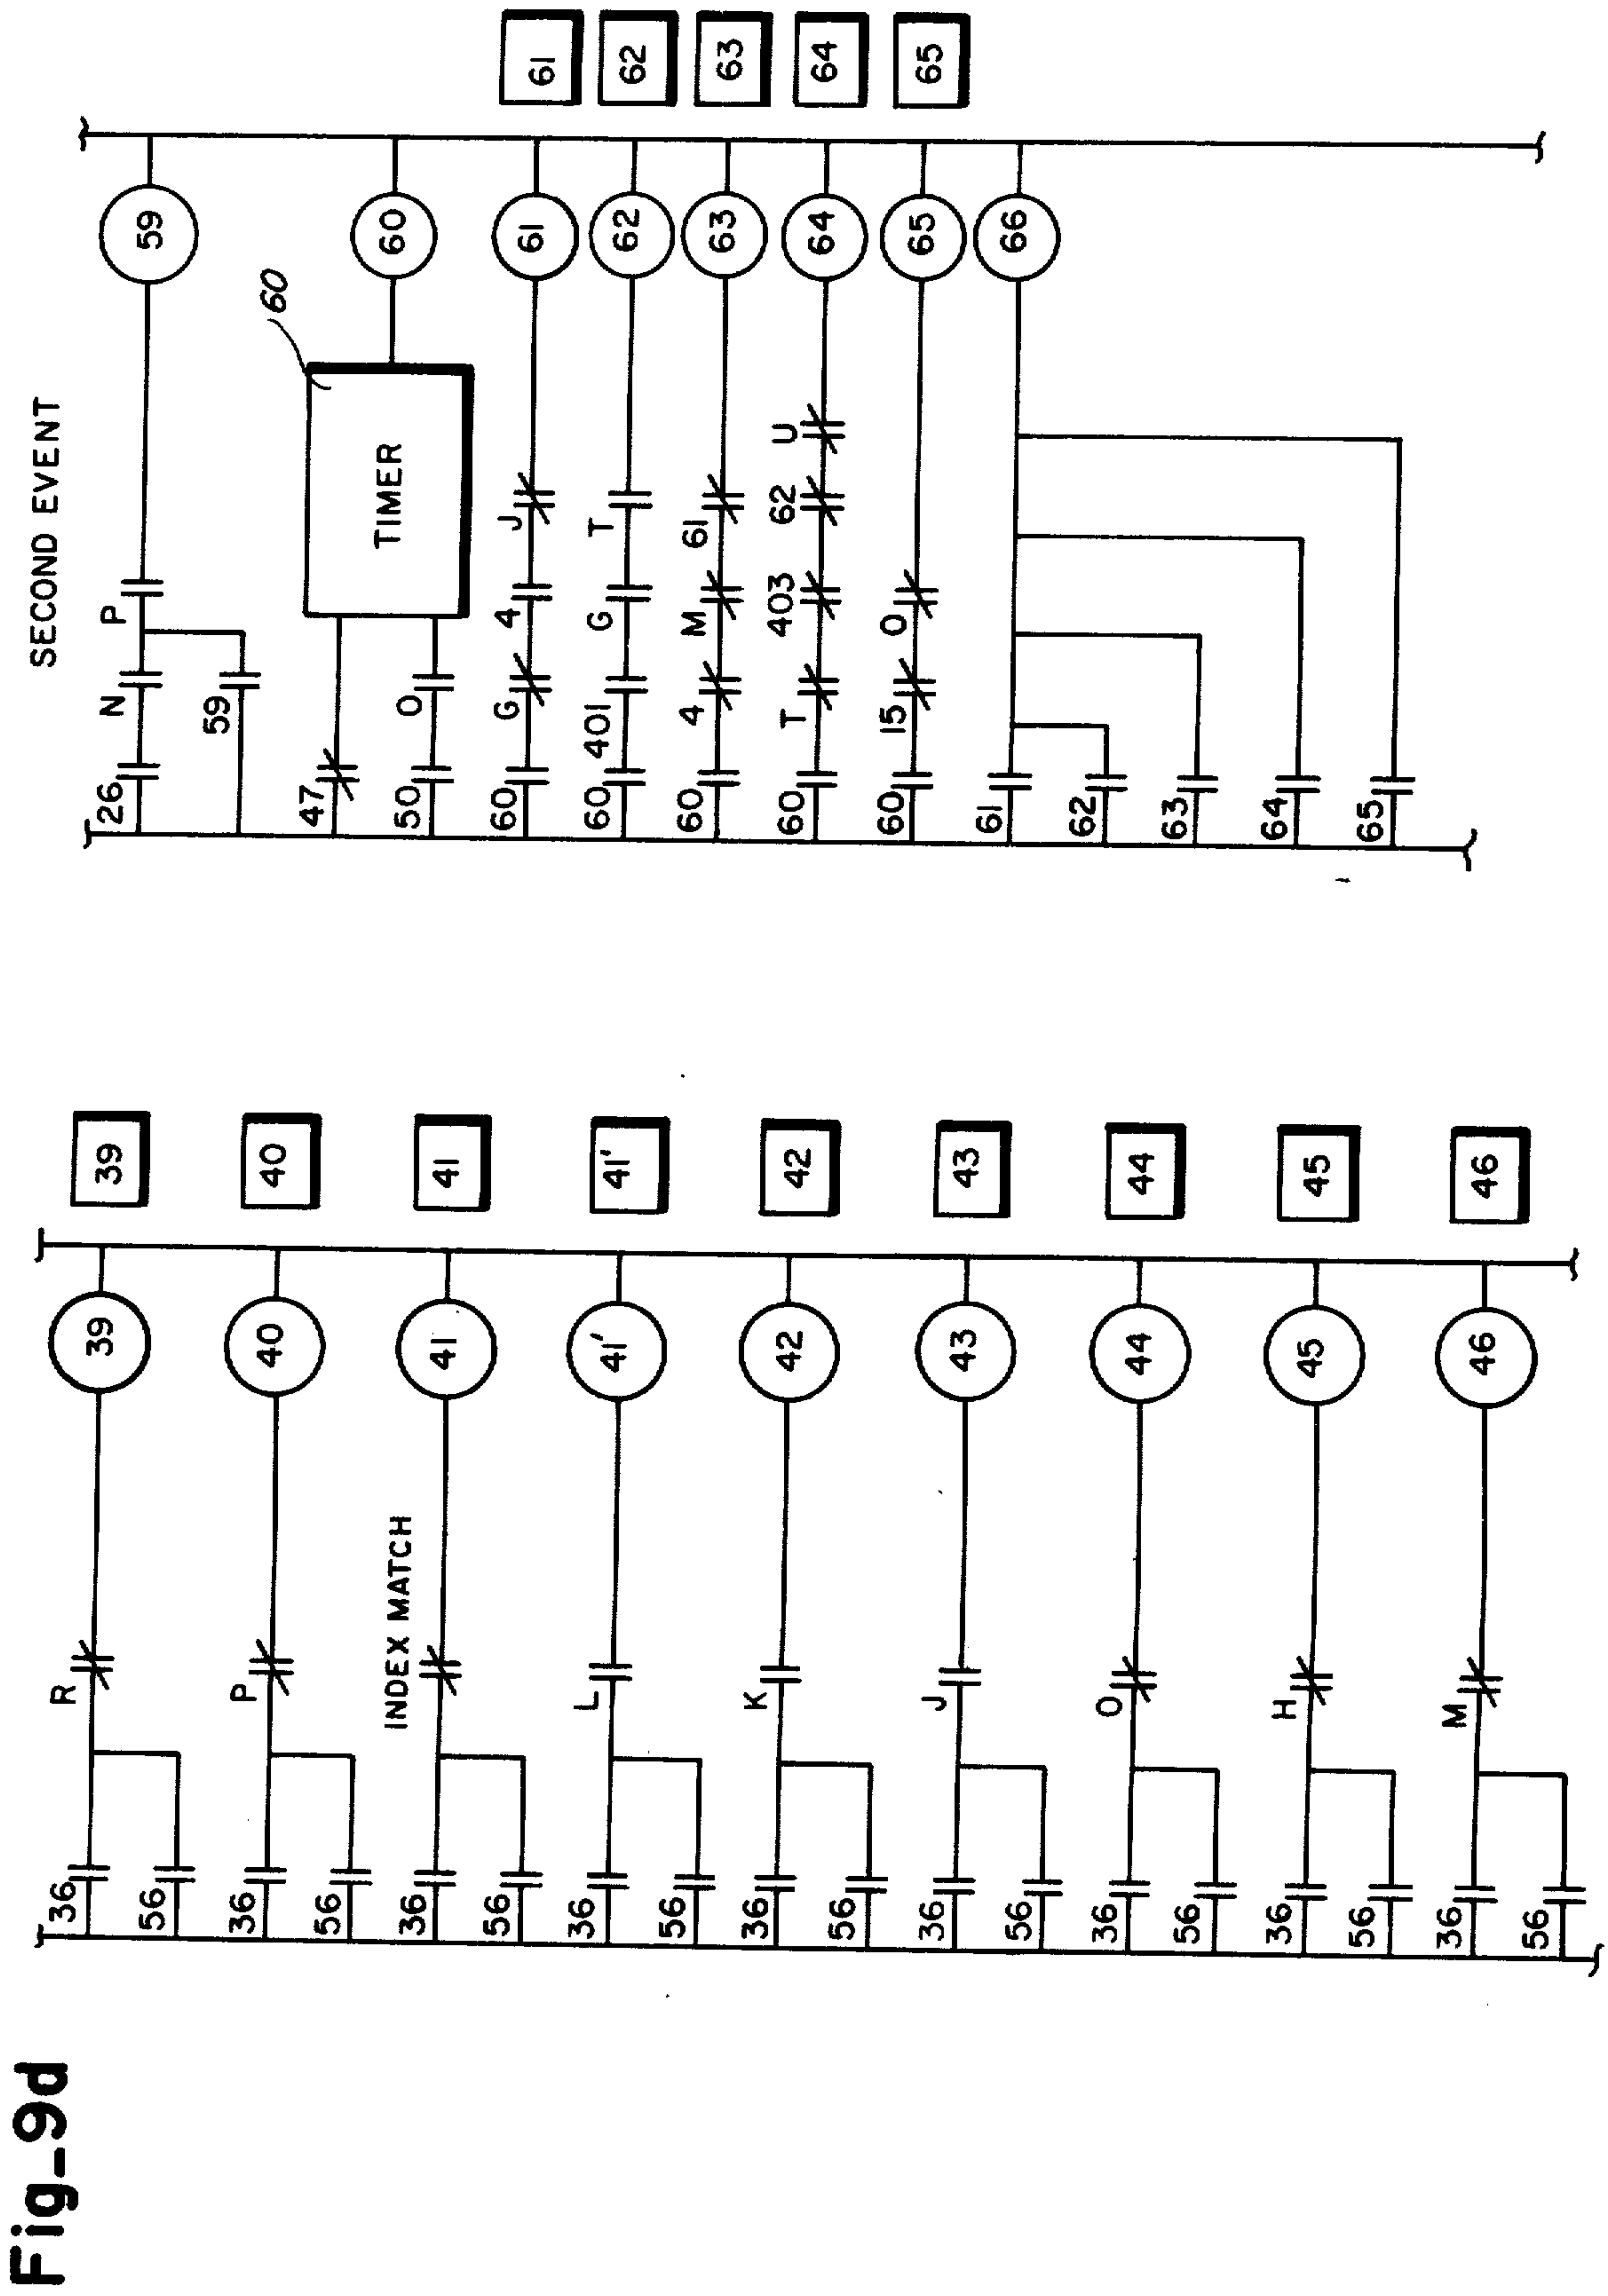 Fig_9d
36 R 39 39
56
36 P 40 40
56
INDEX MATCH
36 41 41
56
36 L 41' 41'
56
36 K 42 42
56
36 J 43 43
56
36 O 44 44
56
36 H 45 45
56
36 M 46 46
56
SECOND EVENT
26 N P 59
59
60
47 TIMER 60
50 O
60 G 4 J 61 61
60 401 G T 62 62
60 4 M 61 63 63
60 T 403 62 U 64 64
60 15 O 65 65
61 66
62
63
64
65